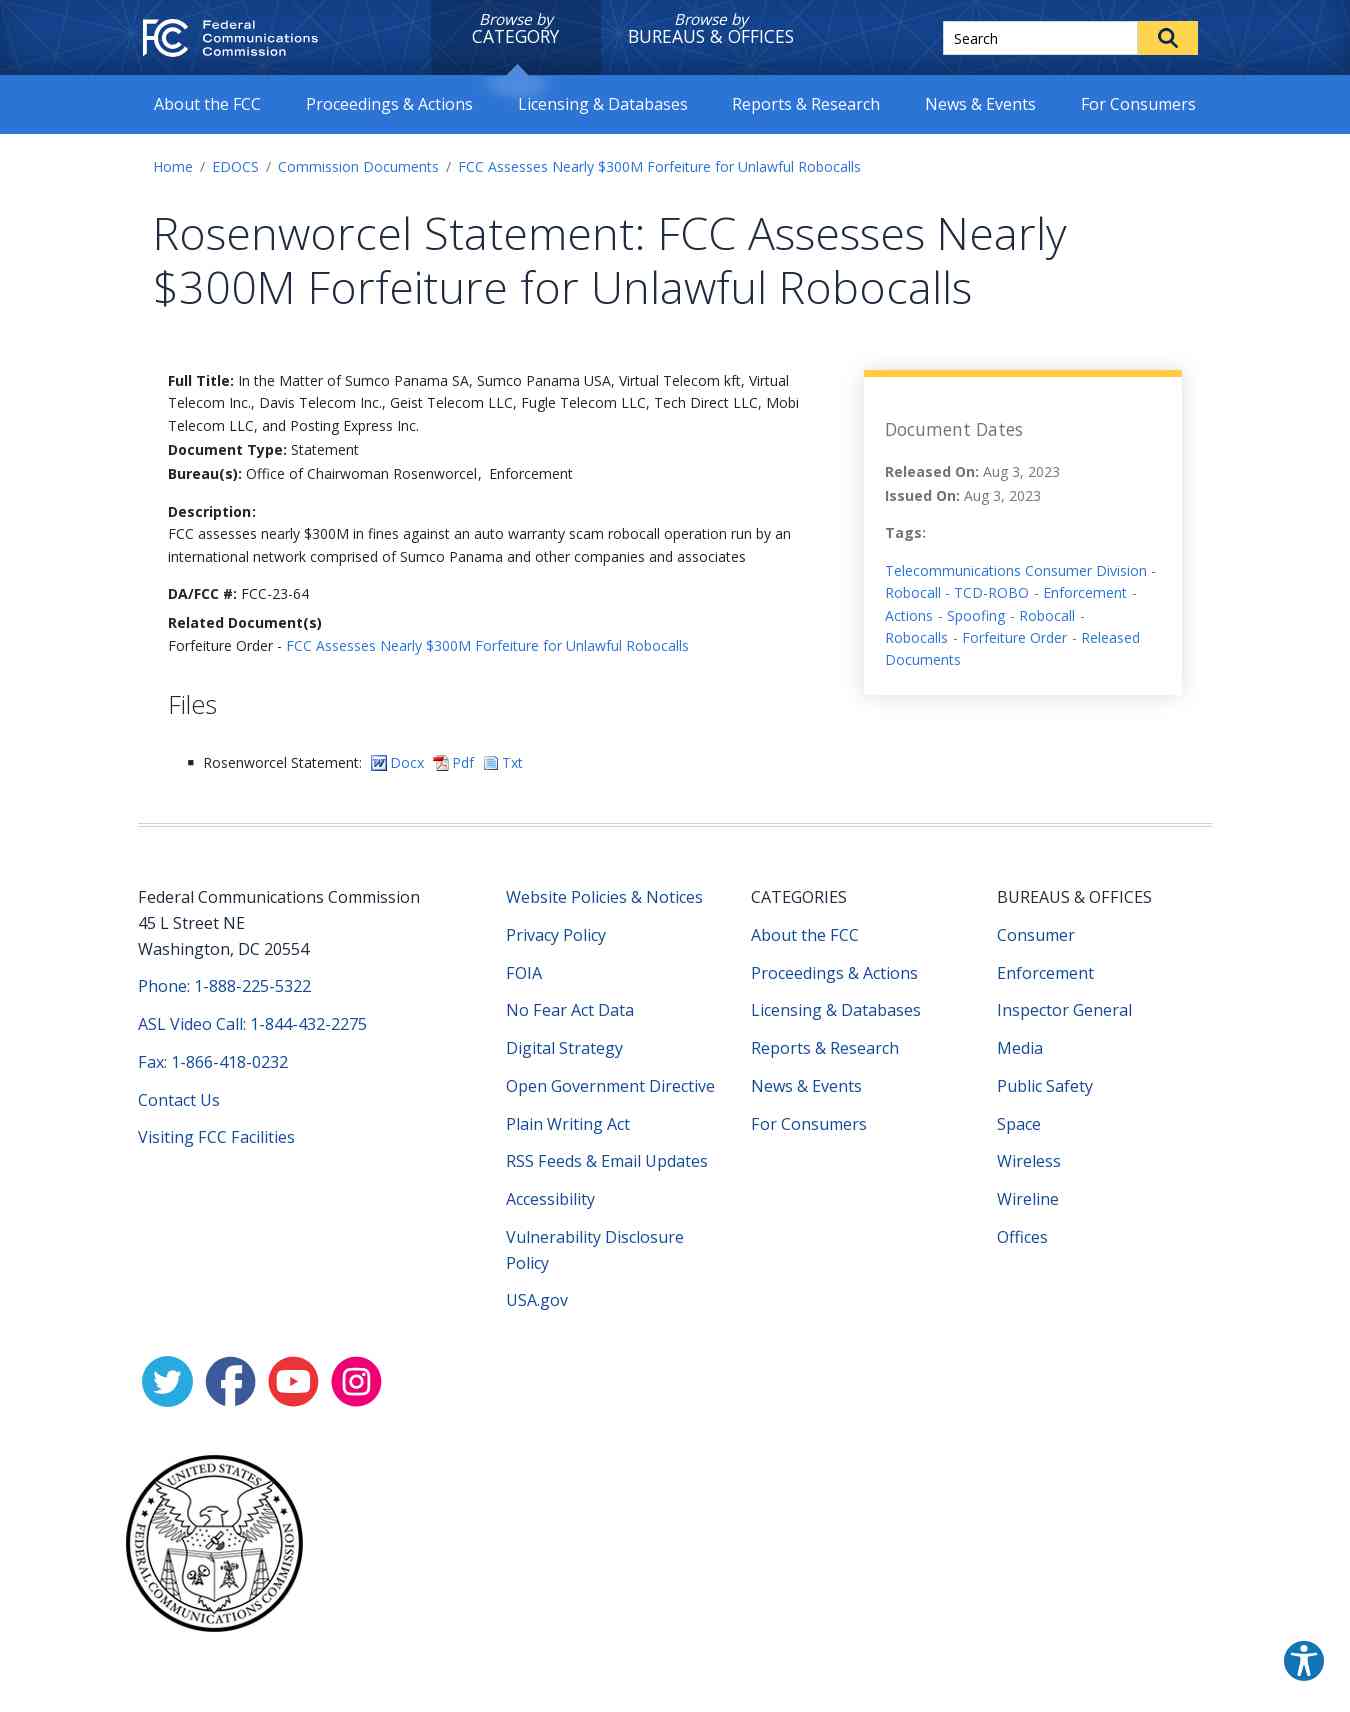 Federal
Communications
Commission
Browse by
CATEGORY
Browse by
BUREAUS & OFFICES
Search
About the FCC
Proceedings & Actions
Licensing & Databases
Reports & Research
News & Events
For Consumers
Home / EDOCS / Commission Documents / FCC Assesses Nearly $300M Forfeiture for Unlawful Robocalls
Rosenworcel Statement: FCC Assesses Nearly
$300M Forfeiture for Unlawful Robocalls
Full Title: In the Matter of Sumco Panama SA, Sumco Panama USA, Virtual Telecom kft, Virtual
Telecom Inc., Davis Telecom Inc., Geist Telecom LLC, Fugle Telecom LLC, Tech Direct LLC, Mobi
Telecom LLC, and Posting Express Inc.
Document Type: Statement
Bureau(s): Office of Chairwoman Rosenworcel, Enforcement
Description:
FCC assesses nearly $300M in fines against an auto warranty scam robocall operation run by an
international network comprised of Sumco Panama and other companies and associates
DA/FCC #: FCC-23-64
Related Document(s)
Forfeiture Order - FCC Assesses Nearly $300M Forfeiture for Unlawful Robocalls
Files
Rosenworcel Statement: Docx Pdf Txt
Document Dates
Released On: Aug 3, 2023
Issued On: Aug 3, 2023
Tags:
Telecommunications Consumer Division -
Robocall - TCD-ROBO - Enforcement -
Actions - Spoofing - Robocall -
Robocalls - Forfeiture Order - Released
Documents
Federal Communications Commission
45 L Street NE
Washington, DC 20554
Phone: 1-888-225-5322
ASL Video Call: 1-844-432-2275
Fax: 1-866-418-0232
Contact Us
Visiting FCC Facilities
Website Policies & Notices
Privacy Policy
FOIA
No Fear Act Data
Digital Strategy
Open Government Directive
Plain Writing Act
RSS Feeds & Email Updates
Accessibility
Vulnerability Disclosure
Policy
USA.gov
CATEGORIES
About the FCC
Proceedings & Actions
Licensing & Databases
Reports & Research
News & Events
For Consumers
BUREAUS & OFFICES
Consumer
Enforcement
Inspector General
Media
Public Safety
Space
Wireless
Wireline
Offices
UNITED STATES
FEDERAL COMMUNICATIONS COMMISSION